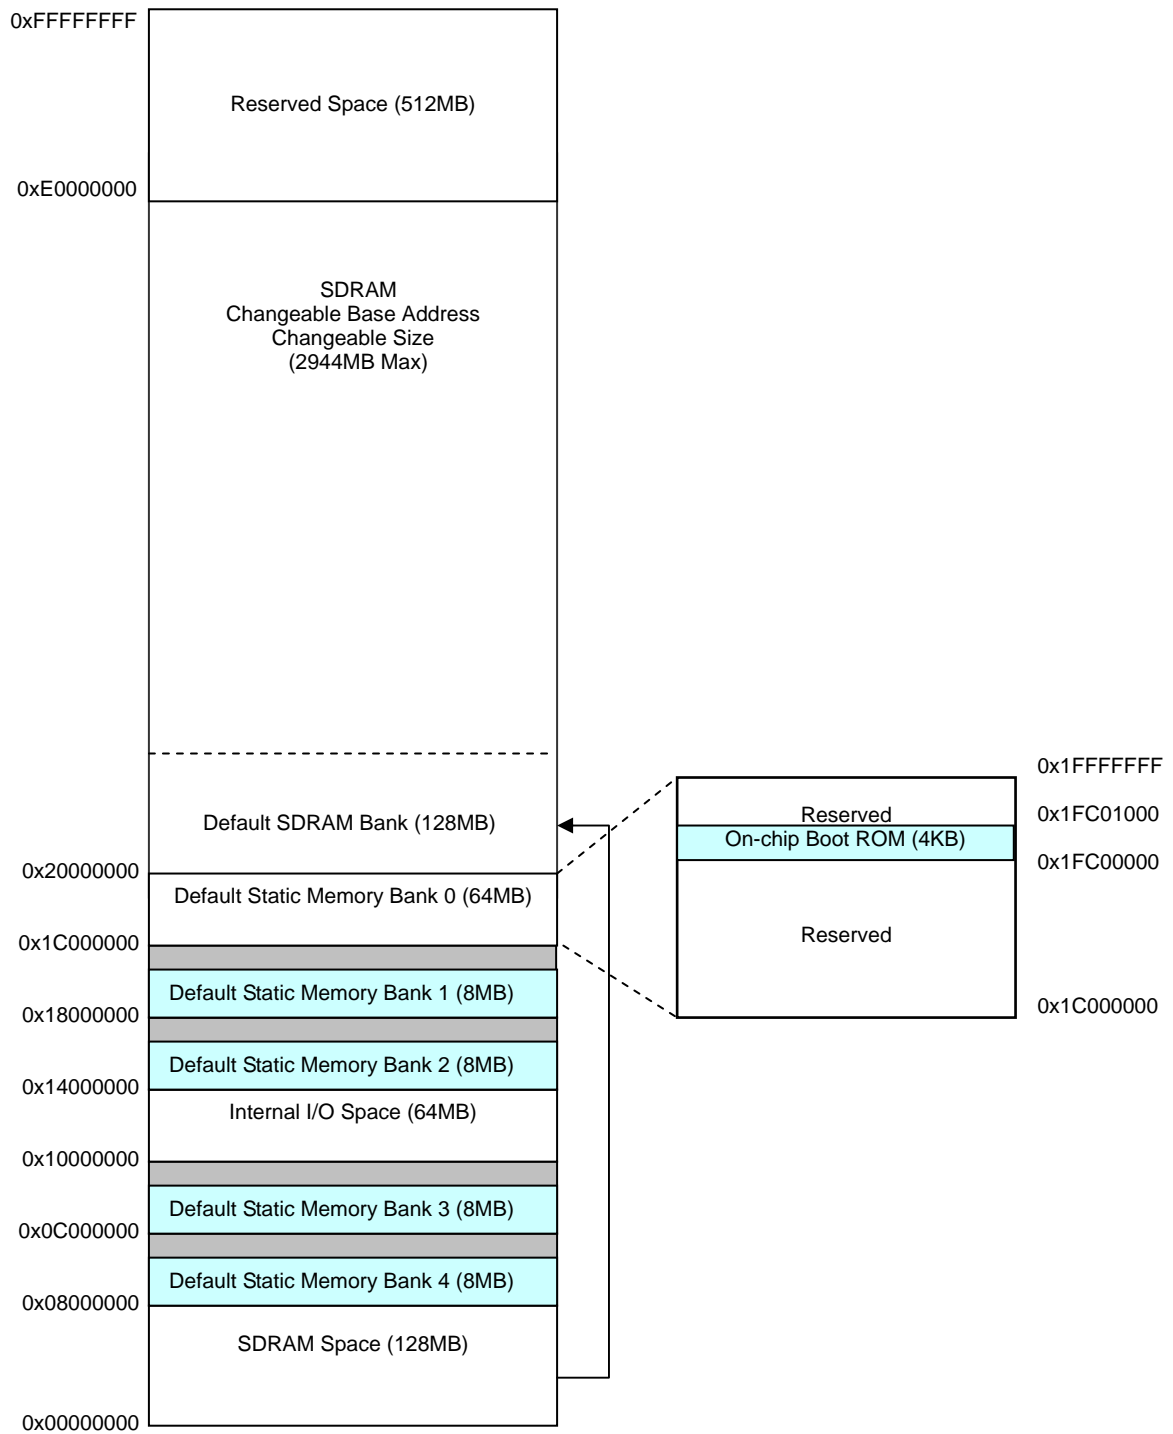 0xFFFFFFFF
Reserved Space (512MB)
0xE0000000
SDRAM
Changeable Base Address
Changeable Size
(2944MB Max)
Default SDRAM Bank (128MB)
0x20000000
Default Static Memory Bank 0 (64MB)
0x1C000000
Default Static Memory Bank 1 (8MB)
0x18000000
Default Static Memory Bank 2 (8MB)
0x14000000
Internal I/O Space (64MB)
0x10000000
Default Static Memory Bank 3 (8MB)
0x0C000000
Default Static Memory Bank 4 (8MB)
0x08000000
SDRAM Space (128MB)
0x00000000
0x1FFFFFFF
Reserved
0x1FC01000
On-chip Boot ROM (4KB)
0x1FC00000
Reserved
0x1C000000